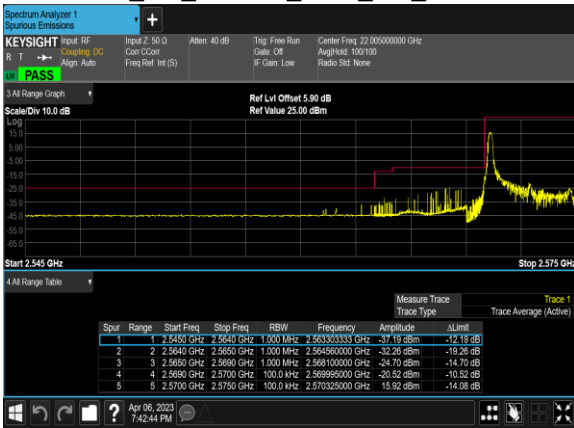 Spectrum Analyzer 1
Spurious Emissions
+
KEYSIGHT Input: RF Input Z: 50 Ω Atten: 40 dB Trig: Free Run Center Freq: 22.005000000 GHz
R T Coupling: DC Corr CCorr Gate: Off Avg|Hold: 100/100
Align: Auto Freq Ref: Int (S) IF Gain: Low Radio Std: None
PASS
3 All Range Graph
Ref Lvl Offset 5.90 dB
Scale/Div 10.0 dB Ref Value 25.00 dBm
Log
15.0
5.00
-5.00
-15.0
-25.0
-35.0
-45.0
-55.0
-65.0
Start 2.545 GHz Stop 2.575 GHz
4 All Range Table
Measure Trace Trace 1
Trace Type Trace Average (Active)
Spur Range Start Freq Stop Freq RBW Frequency Amplitude ΔLimit
1 1 2.5450 GHz 2.5640 GHz 1.000 MHz 2.563303333 GHz -37.19 dBm -12.19 dB
2 2 2.5640 GHz 2.5650 GHz 1.000 MHz 2.564560000 GHz -32.26 dBm -19.26 dB
3 3 2.5650 GHz 2.5690 GHz 1.000 MHz 2.568100000 GHz -24.70 dBm -14.70 dB
4 4 2.5690 GHz 2.5700 GHz 100.0 kHz 2.569995000 GHz -20.52 dBm -10.52 dB
5 5 2.5700 GHz 2.5750 GHz 100.0 kHz 2.570325000 GHz 15.92 dBm -14.08 dB
? Apr 06, 2023
7:42:44 PM